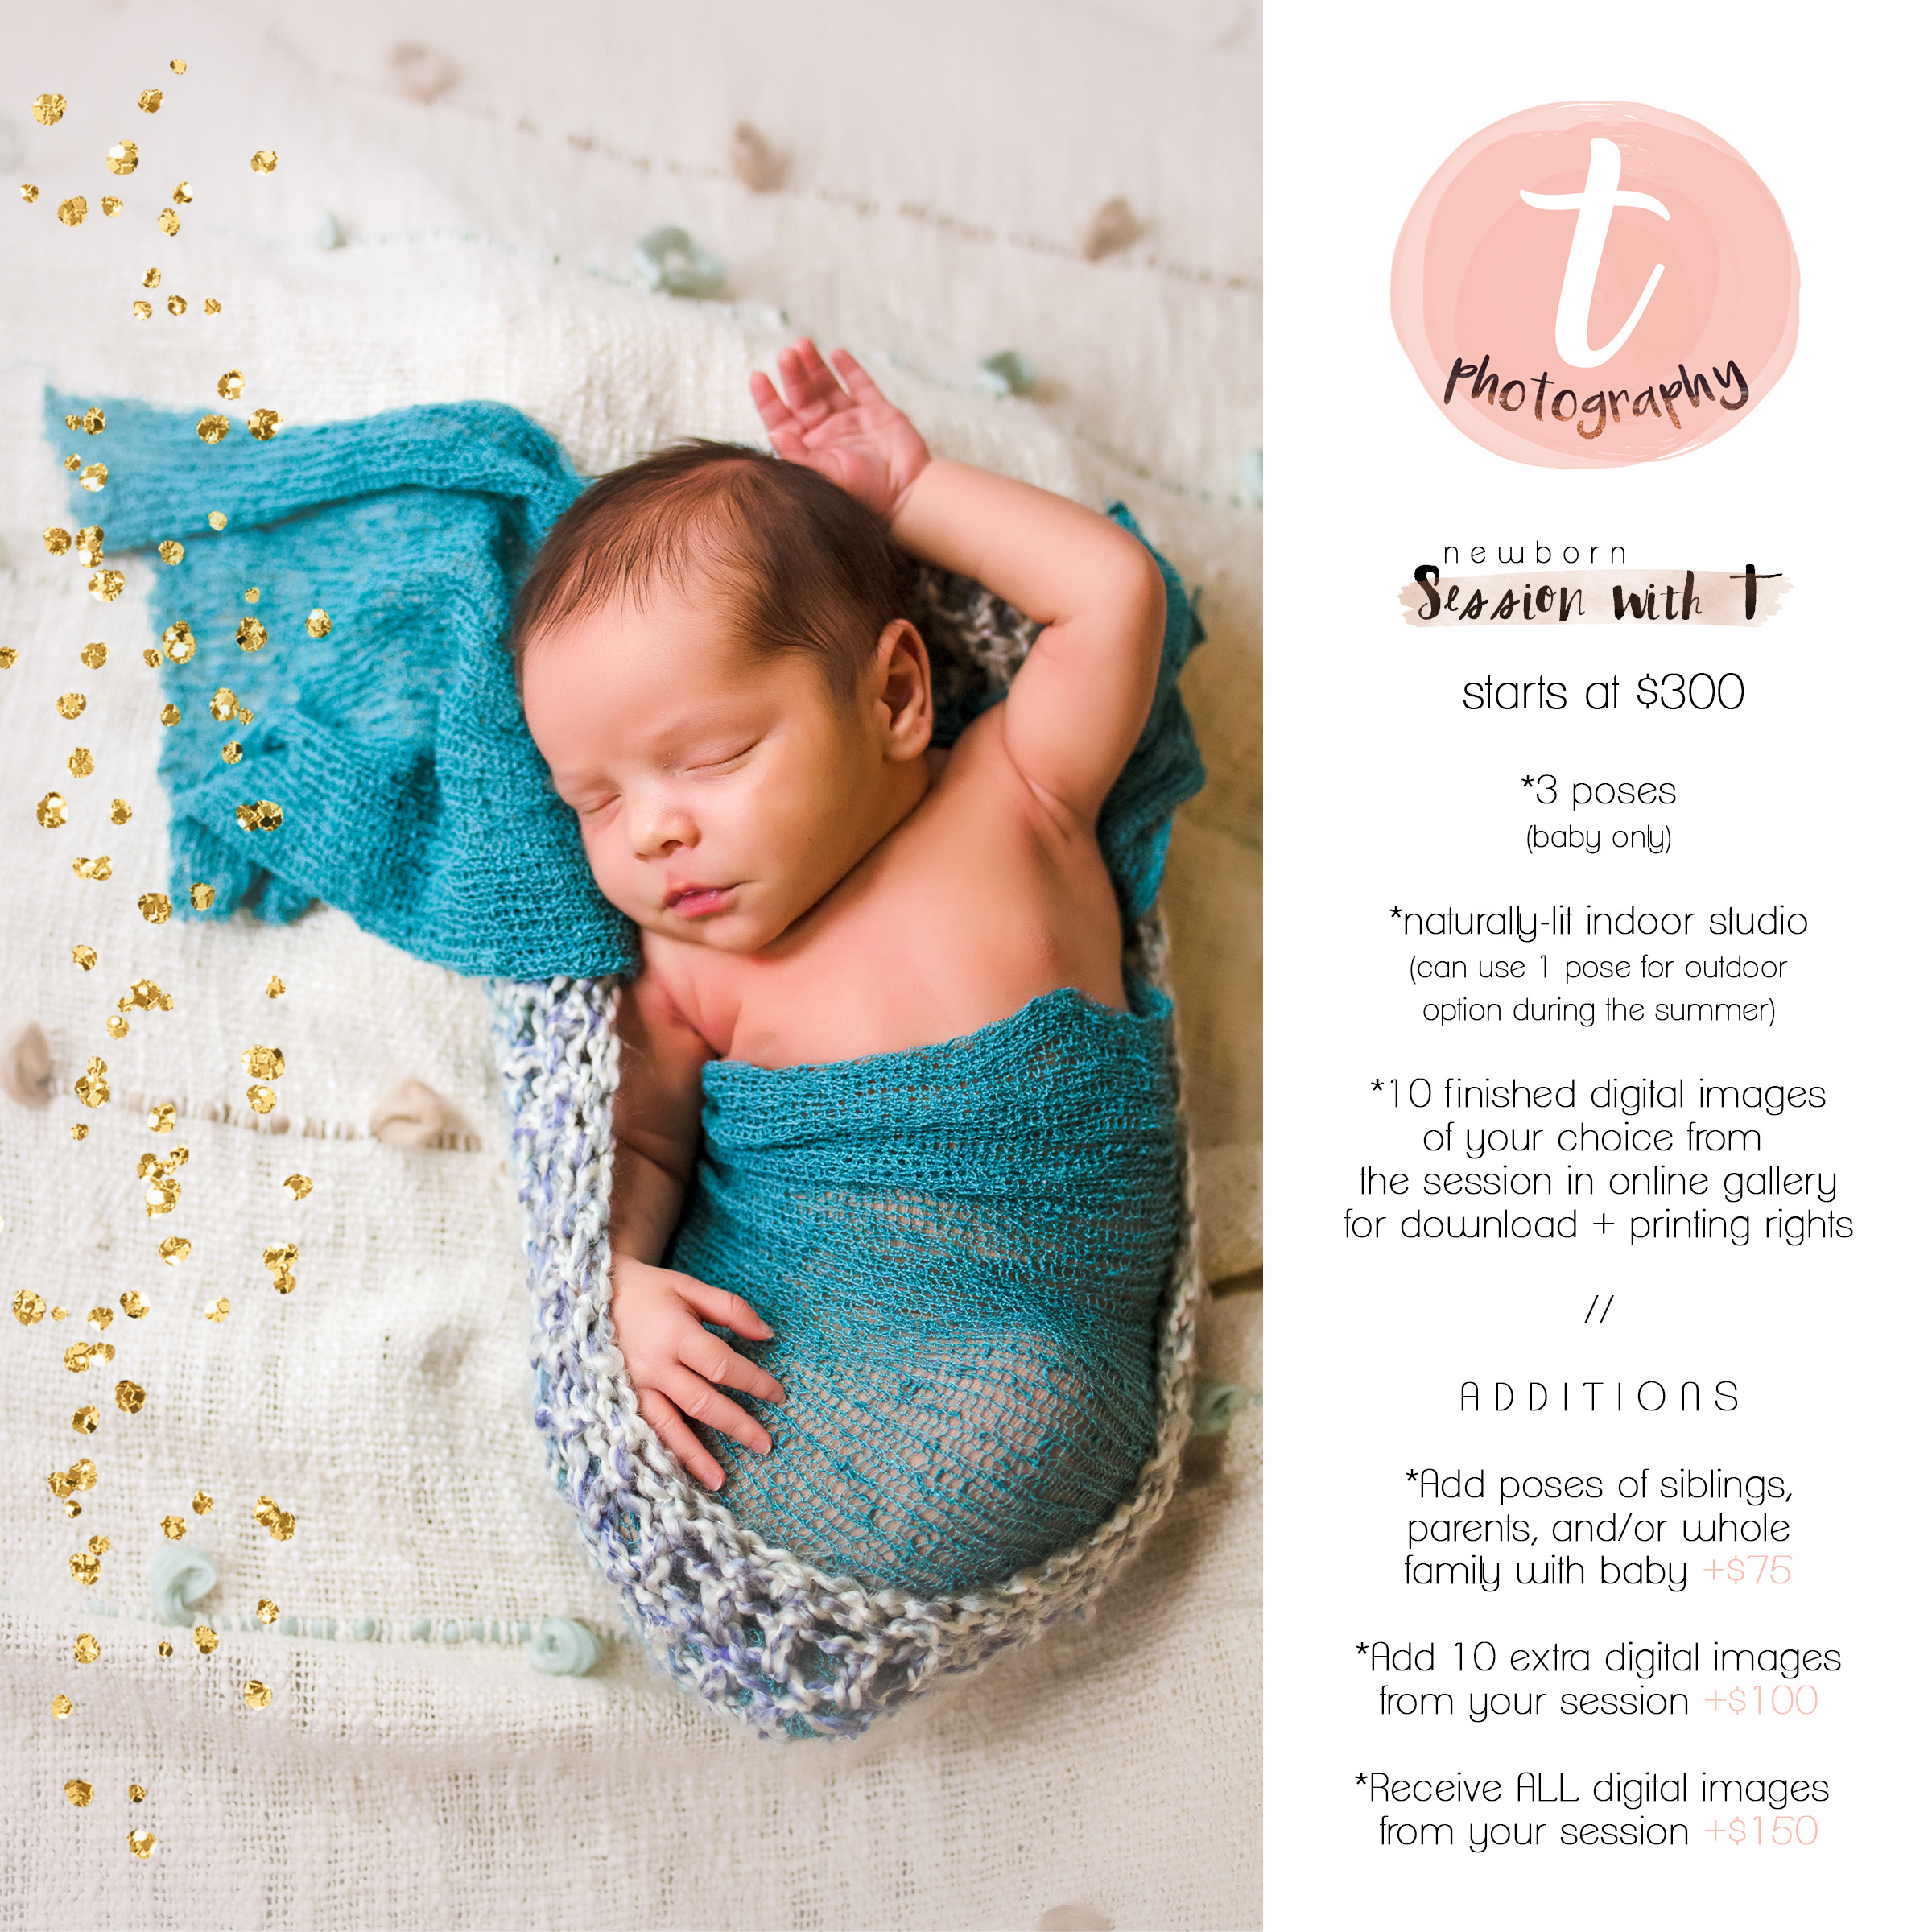 t
photography
newborn
Session with T
starts at $300
*3 poses
(baby only)
*naturally-lit indoor studio
(can use 1 pose for outdoor
option during the summer)
*10 finished digital images
of your choice from
the session in online gallery
for download + printing rights
//
ADDITIONS
*Add poses of siblings,
parents, and/or whole
family with baby +$75
*Add 10 extra digital images
from your session +$100
*Receive ALL digital images
from your session +$150